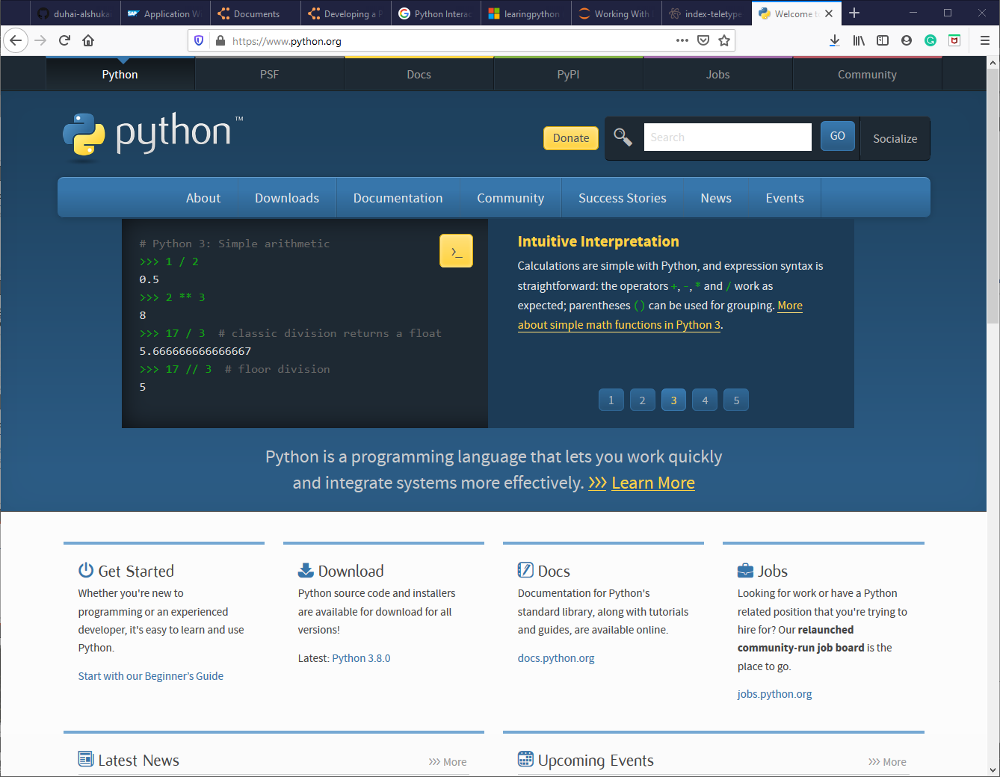 duhai-alshuka
Application W
Documents
Developing a P
Python Interac
learingpython
Working With
index-teletype
Welcome to
https://www.python.org
Python
PSF
Docs
PyPI
Jobs
Community
python™
Donate
Search
GO
Socialize
About
Downloads
Documentation
Community
Success Stories
News
Events
# Python 3: Simple arithmetic
>>> 1 / 2
0.5
>>> 2 ** 3
8
>>> 17 / 3  # classic division returns a float
5.666666666666667
>>> 17 // 3  # floor division
5
>_
Intuitive Interpretation
Calculations are simple with Python, and expression syntax is
straightforward: the operators +, -, * and / work as
expected; parentheses () can be used for grouping. More
about simple math functions in Python 3.
1
2
3
4
5
Python is a programming language that lets you work quickly
and integrate systems more effectively. >>> Learn More
Get Started
Whether you're new to
programming or an experienced
developer, it's easy to learn and use
Python.
Start with our Beginner’s Guide
Download
Python source code and installers
are available for download for all
versions!
Latest: Python 3.8.0
Docs
Documentation for Python's
standard library, along with tutorials
and guides, are available online.
docs.python.org
Jobs
Looking for work or have a Python
related position that you're trying to
hire for? Our relaunched
community-run job board is the
place to go.
jobs.python.org
Latest News
>>> More
Upcoming Events
>>> More